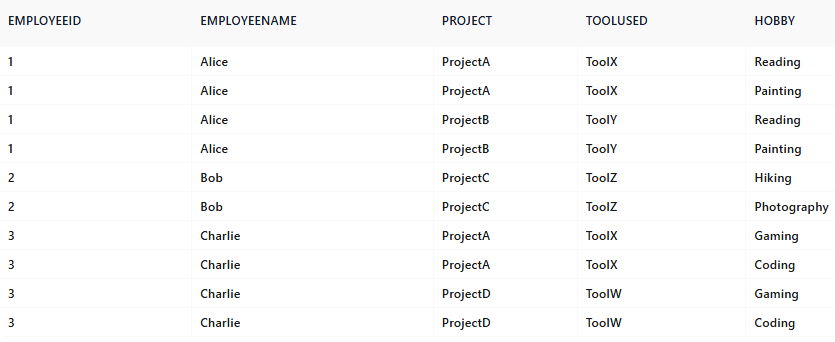 EMPLOYEEID EMPLOYEENAME PROJECT TOOLUSED HOBBY
1 Alice ProjectA ToolX Reading
1 Alice ProjectA ToolX Painting
1 Alice ProjectB ToolY Reading
1 Alice ProjectB ToolY Painting
2 Bob ProjectC ToolZ Hiking
2 Bob ProjectC ToolZ Photography
3 Charlie ProjectA ToolX Gaming
3 Charlie ProjectA ToolX Coding
3 Charlie ProjectD ToolW Gaming
3 Charlie ProjectD ToolW Coding